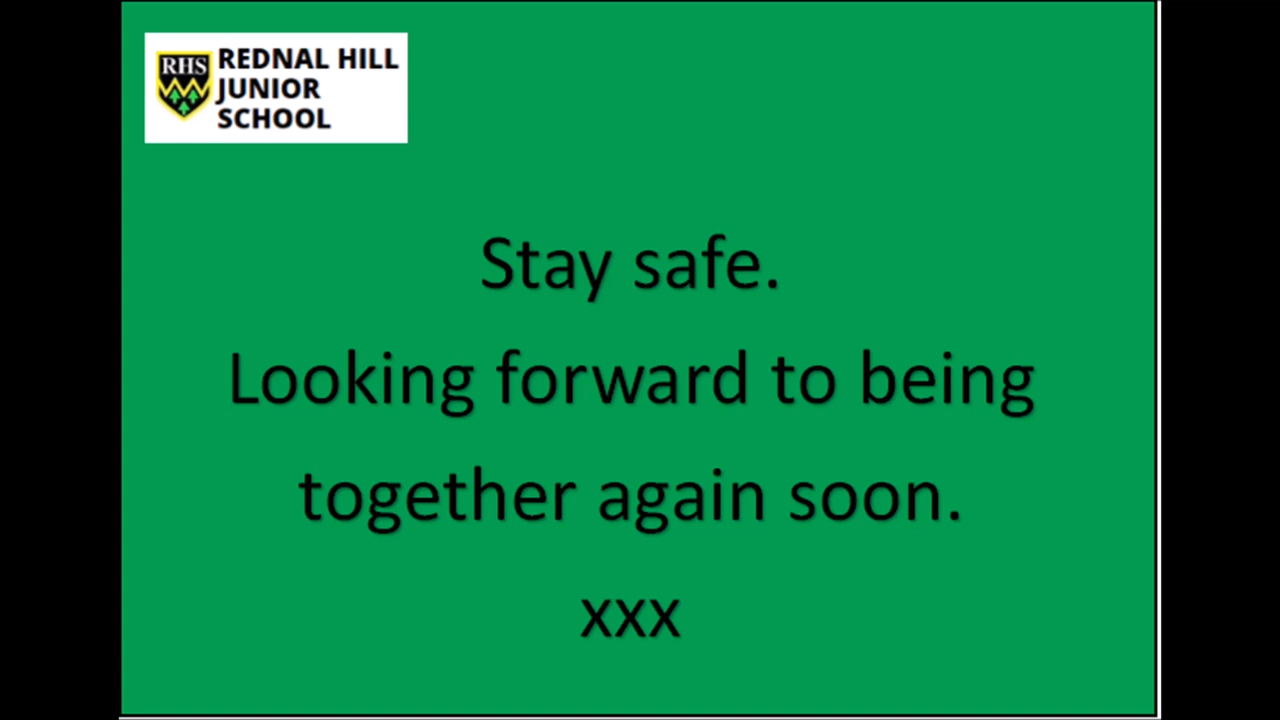 RHS
REDNAL HILL
JUNIOR
SCHOOL
Stay safe.
Looking forward to being
together again soon.
xxx